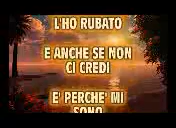 L'HO RUBATO
E ANCHE SE NON
CI CREDI
E' PERCHE' MI
SONO